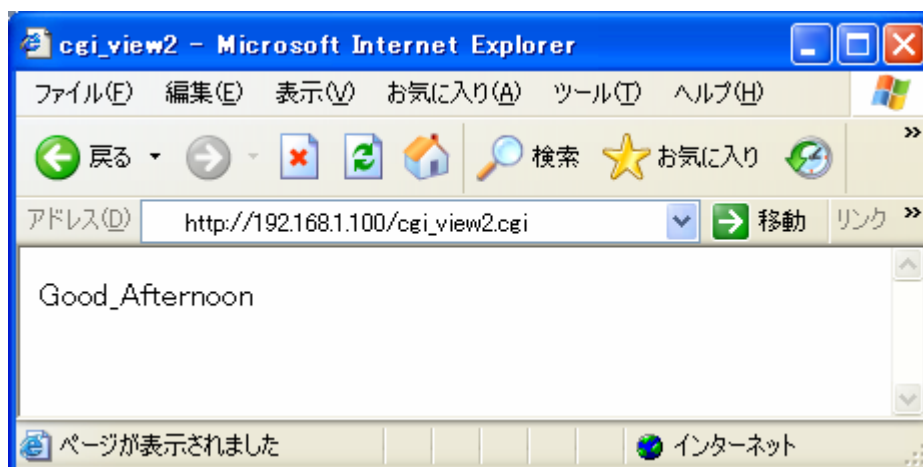 cgi_view2 - Microsoft Internet Explorer
ファイル(F) 編集(E) 表示(V) お気に入り(A) ツール(T) ヘルプ(H)
戻る 検索 お気に入り »
アドレス(D) http://192.168.1.100/cgi_view2.cgi 移動 リンク »
Good_Afternoon
ページが表示されました インターネット